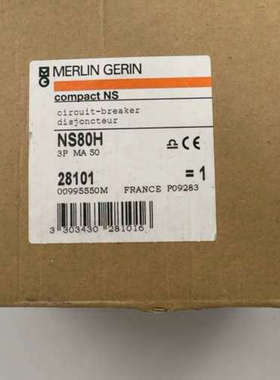 MERLIN GERIN
compact NS
circuit-breaker
disjoncteur
NS80H
3P MA 50
CE
28101
= 1
00995550M FRANCE P09283
3 303430 281016